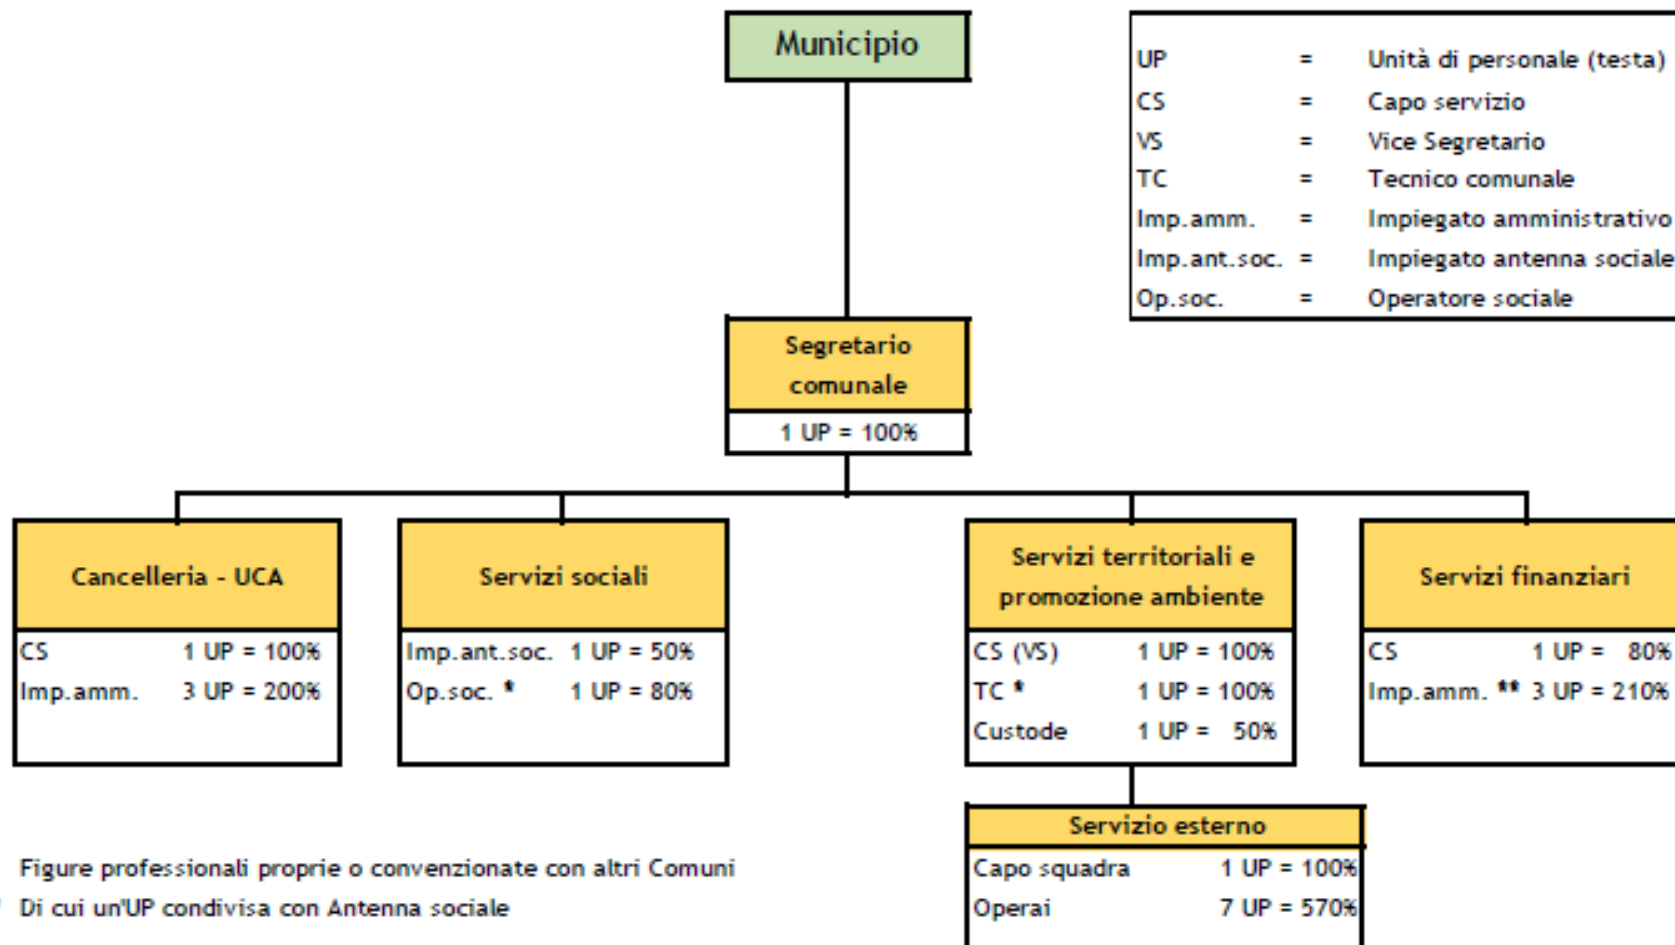 Municipio
UP = Unità di personale (testa)
CS = Capo servizio
VS = Vice Segretario
TC = Tecnico comunale
Imp.amm. = Impiegato amministrativo
Imp.ant.soc. = Impiegato antenna sociale
Op.soc. = Operatore sociale
Segretario
comunale
1 UP = 100%
Cancelleria - UCA
CS 1 UP = 100%
Imp.amm. 3 UP = 200%
Servizi sociali
Imp.ant.soc. 1 UP = 50%
Op.soc. * 1 UP = 80%
Servizi territoriali e
promozione ambiente
CS (VS) 1 UP = 100%
TC * 1 UP = 100%
Custode 1 UP = 50%
Servizi finanziari
CS 1 UP = 80%
Imp.amm. ** 3 UP = 210%
Servizio esterno
Capo squadra 1 UP = 100%
Operai 7 UP = 570%
Figure professionali proprie o convenzionate con altri Comuni
Di cui un'UP condivisa con Antenna sociale